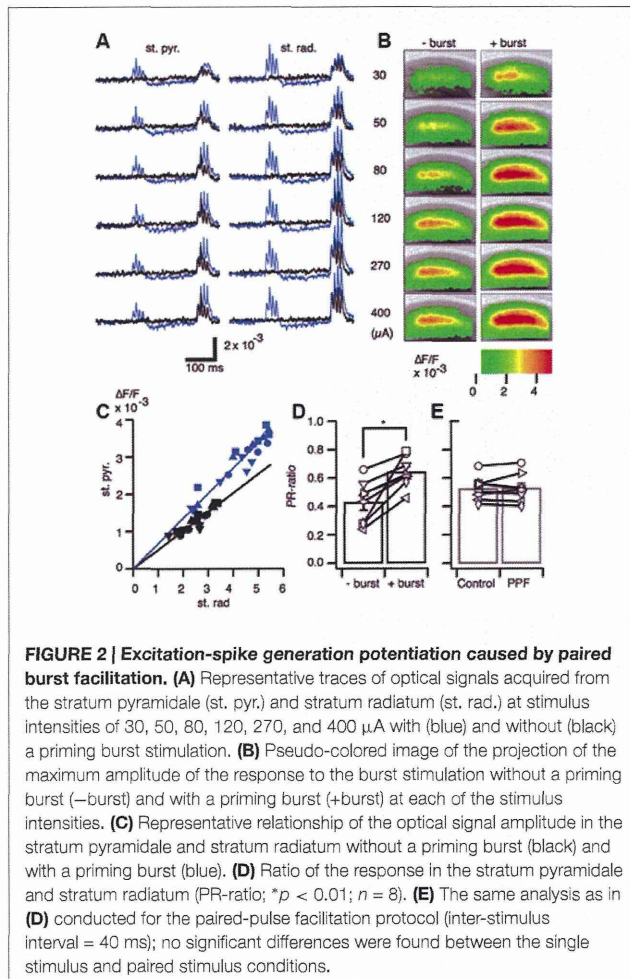 A
st. pyr.
st. rad.
2 x 10⁻³
100 ms
B
- burst
+ burst
30
50
80
120
270
400
(µA)
ΔF/F
x 10⁻³
0
2
4
C
ΔF/F
x 10⁻³
4
3
2
1
0
st. pyr.
0
1
2
3
4
5
6
st. rad
D
*
1.0
0.8
0.6
0.4
0.2
0.0
PR-ratio
- burst
+ burst
E
Control
PPF
FIGURE 2 | Excitation-spike generation potentiation caused by paired
burst facilitation. (A) Representative traces of optical signals acquired from
the stratum pyramidale (st. pyr.) and stratum radiatum (st. rad.) at stimulus
intensities of 30, 50, 80, 120, 270, and 400 µA with (blue) and without (black)
a priming burst stimulation. (B) Pseudo-colored image of the projection of the
maximum amplitude of the response to the burst stimulation without a priming
burst (−burst) and with a priming burst (+burst) at each of the stimulus
intensities. (C) Representative relationship of the optical signal amplitude in the
stratum pyramidale and stratum radiatum without a priming burst (black) and
with a priming burst (blue). (D) Ratio of the response in the stratum pyramidale
and stratum radiatum (PR-ratio; *p < 0.01; n = 8). (E) The same analysis as in
(D) conducted for the paired-pulse facilitation protocol (inter-stimulus
interval = 40 ms); no significant differences were found between the single
stimulus and paired stimulus conditions.